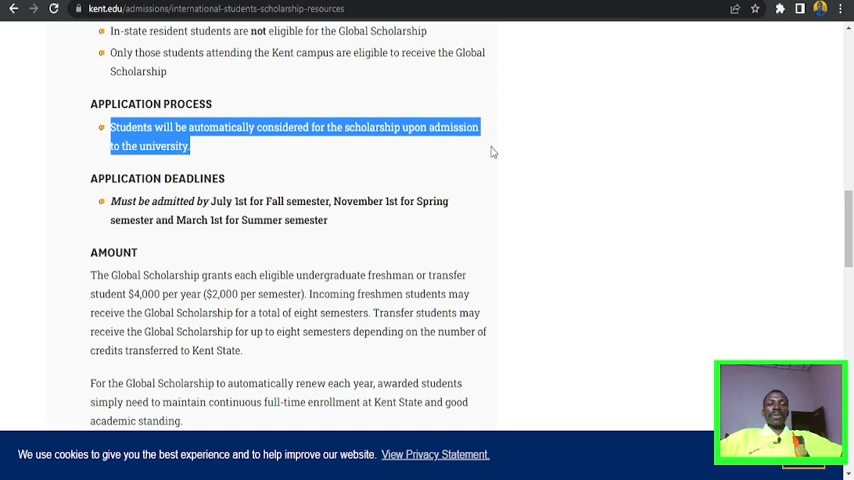 kent.edu/admissions/international-students-scholarship-resources
In-state resident students are not eligible for the Global Scholarship
Only those students attending the Kent campus are eligible to receive the Global
Scholarship
APPLICATION PROCESS
Students will be automatically considered for the scholarship upon admission
to the university.
APPLICATION DEADLINES
Must be admitted by July 1st for Fall semester, November 1st for Spring
semester and March 1st for Summer semester
AMOUNT
The Global Scholarship grants each eligible undergraduate freshman or transfer
student $4,000 per year ($2,000 per semester). Incoming freshmen students may
receive the Global Scholarship for a total of eight semesters. Transfer students may
receive the Global Scholarship for up to eight semesters depending on the number of
credits transferred to Kent State.
For the Global Scholarship to automatically renew each year, awarded students
simply need to maintain continuous full-time enrollment at Kent State and good
academic standing.
We use cookies to give you the best experience and to help improve our website. View Privacy Statement.